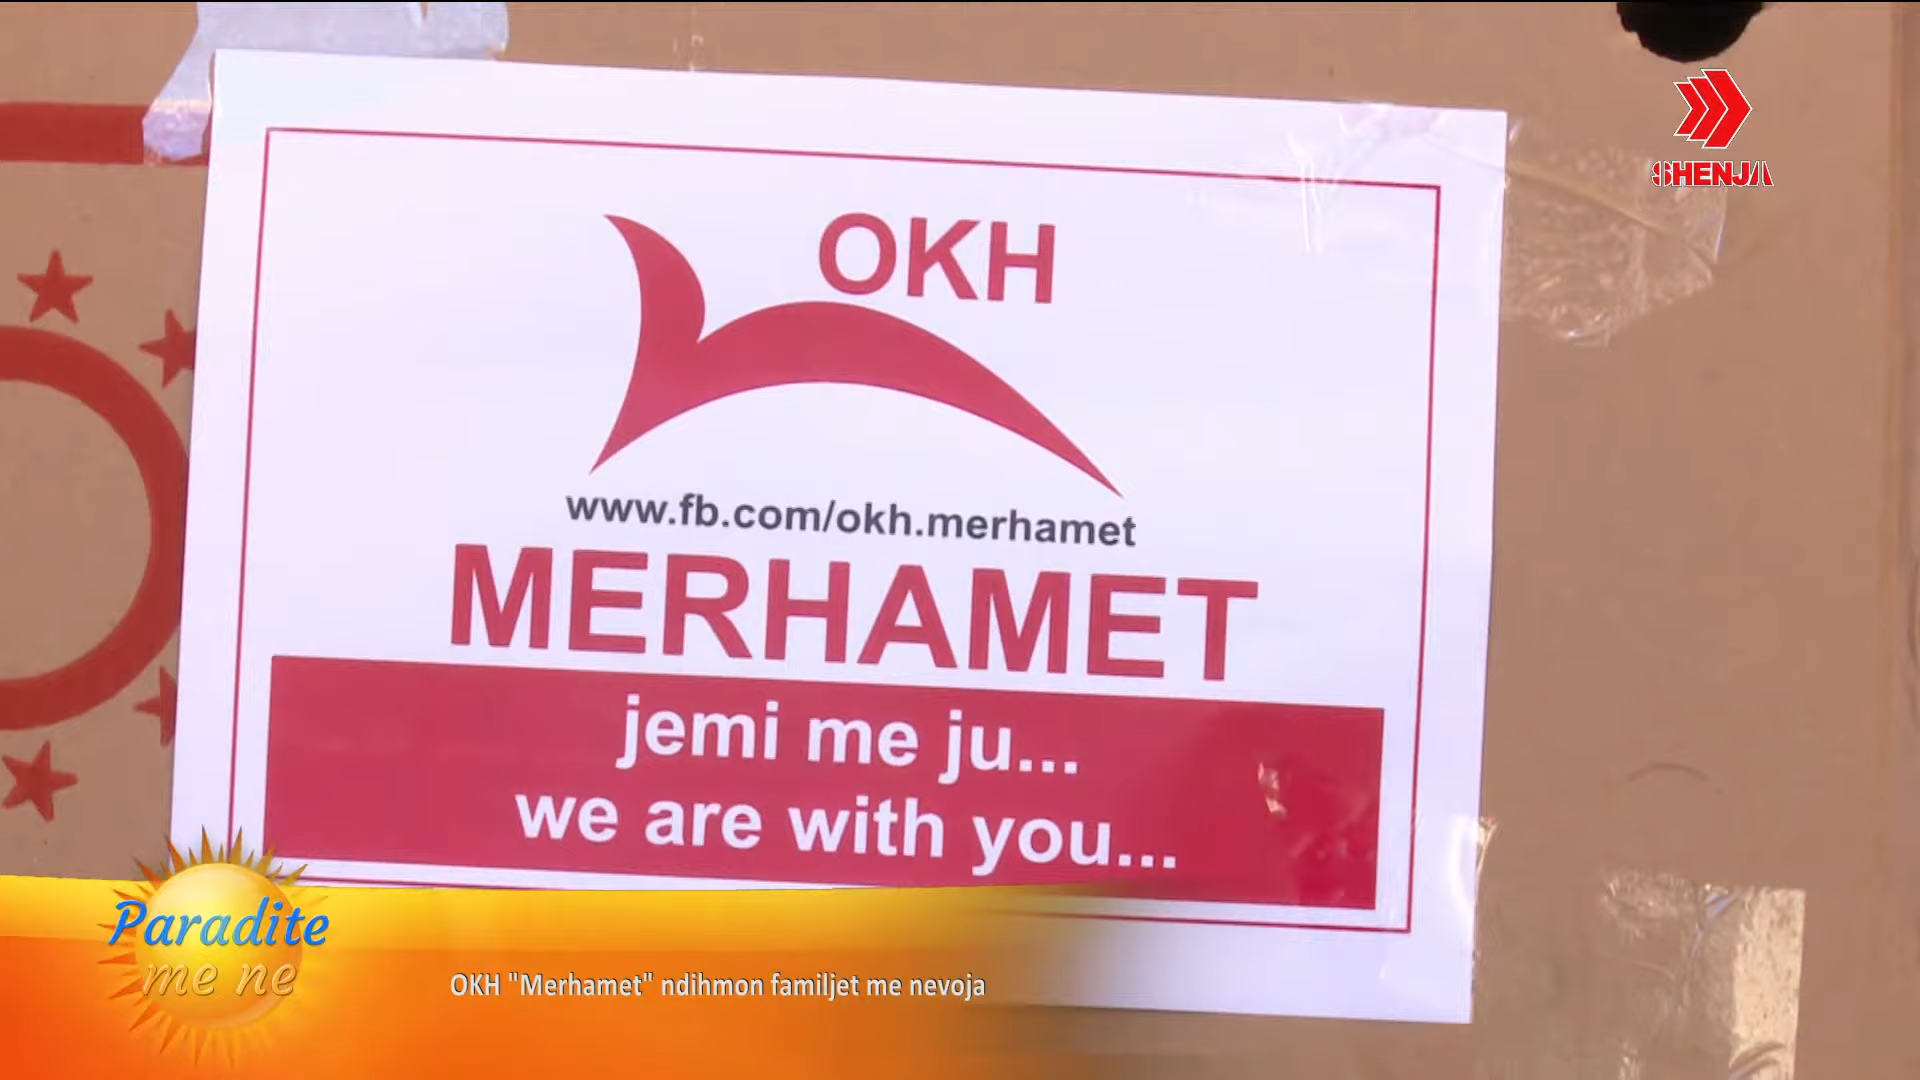 SHENJA
OKH
www.fb.com/okh.merhamet
MERHAMET
jemi me ju...
we are with you...
Paradite
me ne
OKH "Merhamet" ndihmon familjet me nevoja